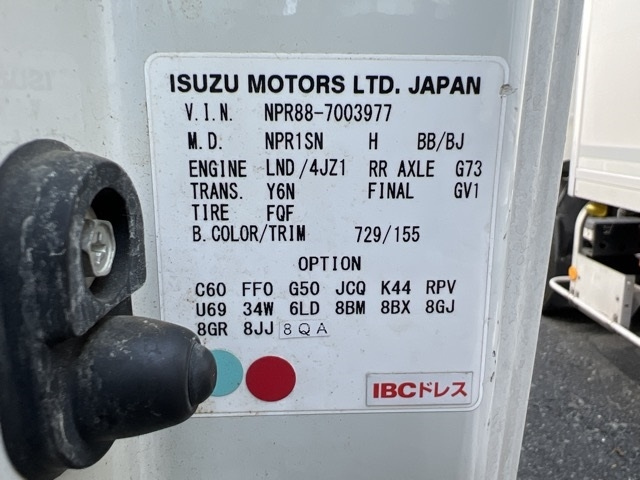 ISUZU MOTORS LTD. JAPAN
V.I.N. NPR88-7003977
M.D. NPR1SN H BB/BJ
ENGINE LND/4JZ1 RR AXLE G73
TRANS. Y6N FINAL GV1
TIRE FQF
B.COLOR/TRIM 729/155
OPTION
C60 FF0 G50 JCQ K44 RPV
U69 34W 6LD 8BM 8BX 8GJ
8GR 8JJ 8QA
IBCドレス